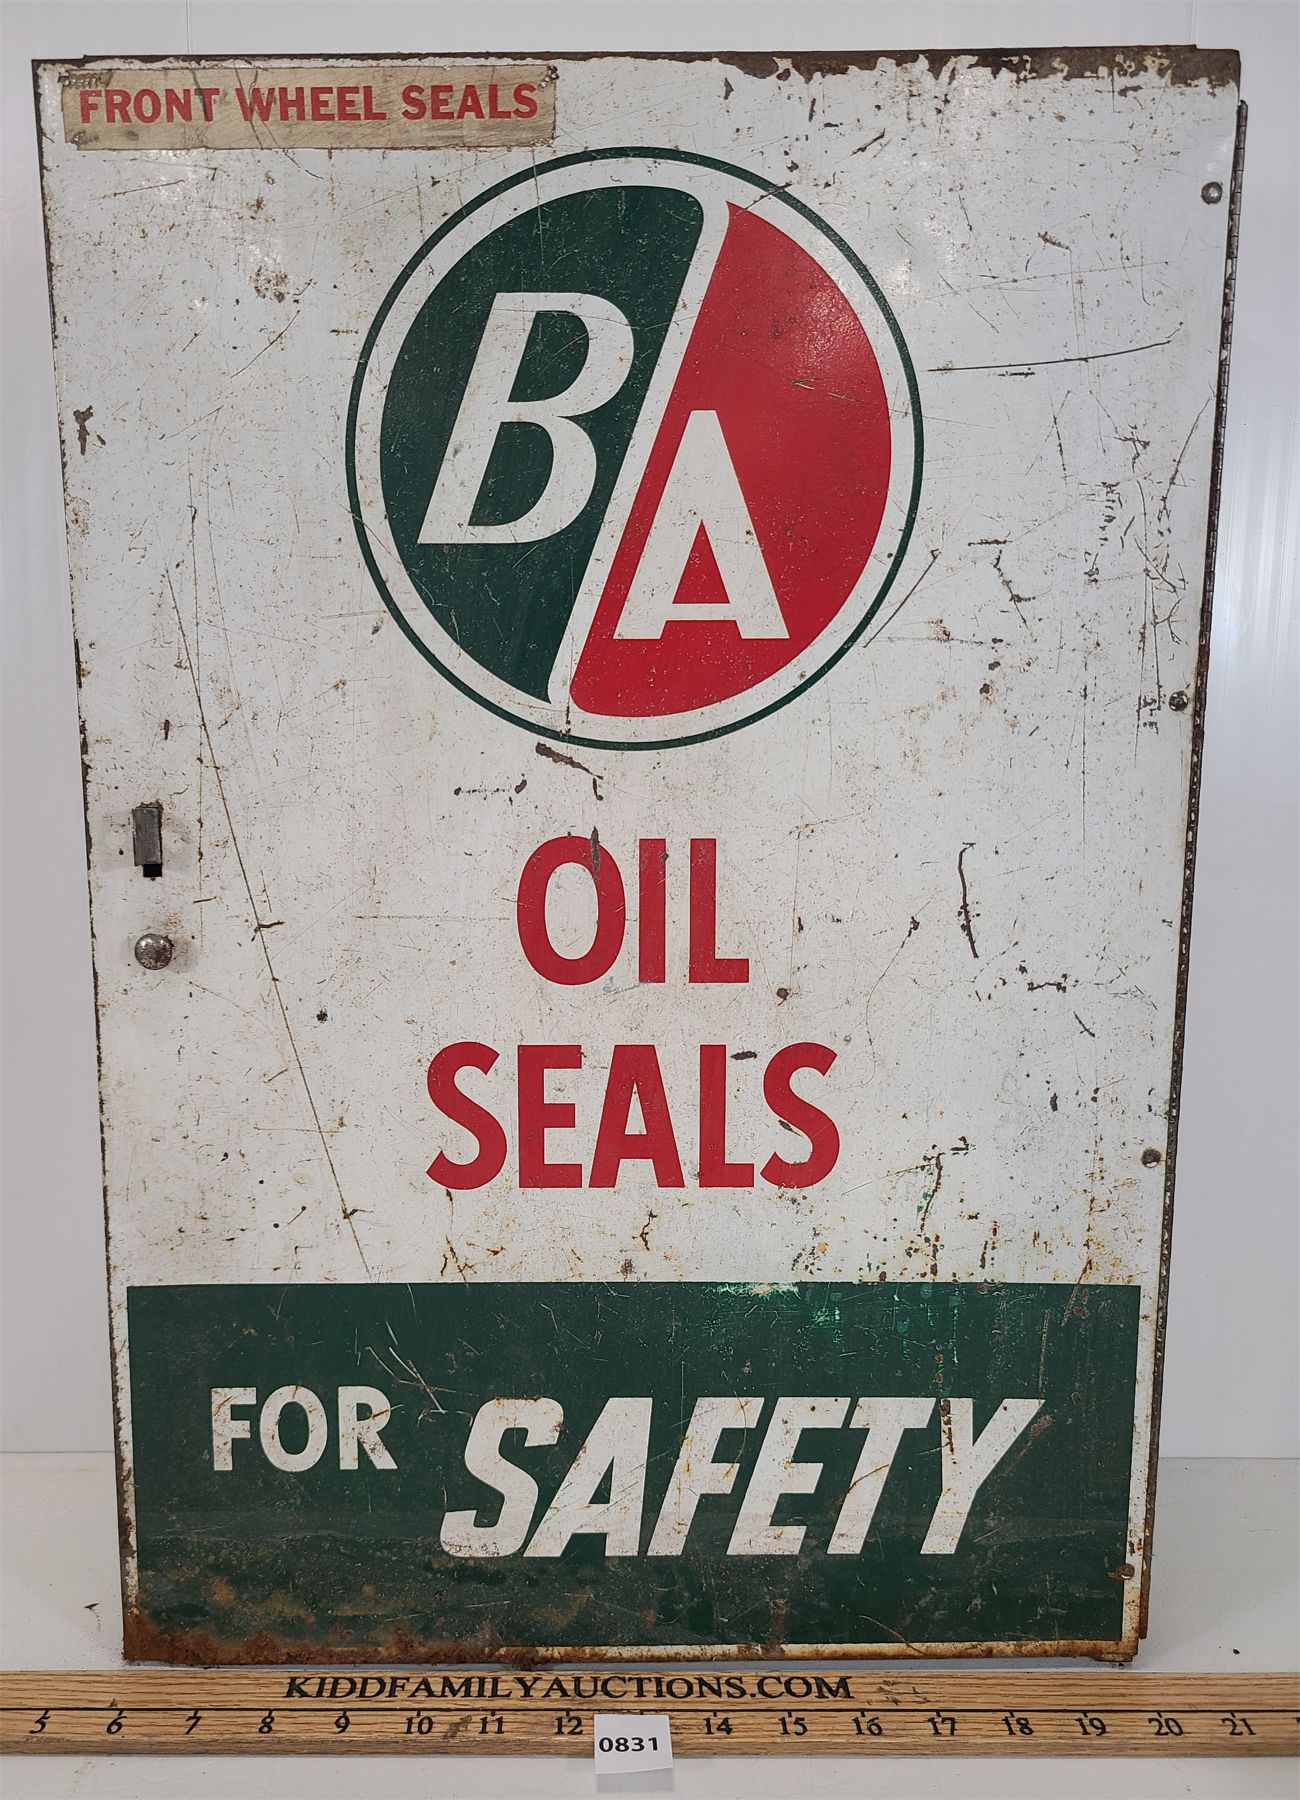 FRONT WHEEL SEALS
B A
OIL
SEALS
FOR SAFETY
KIDDFAMILYAUCTIONS.COM
5 6 7 8 9 10 11 12 14 15 16 17 18 19 20 21
0831